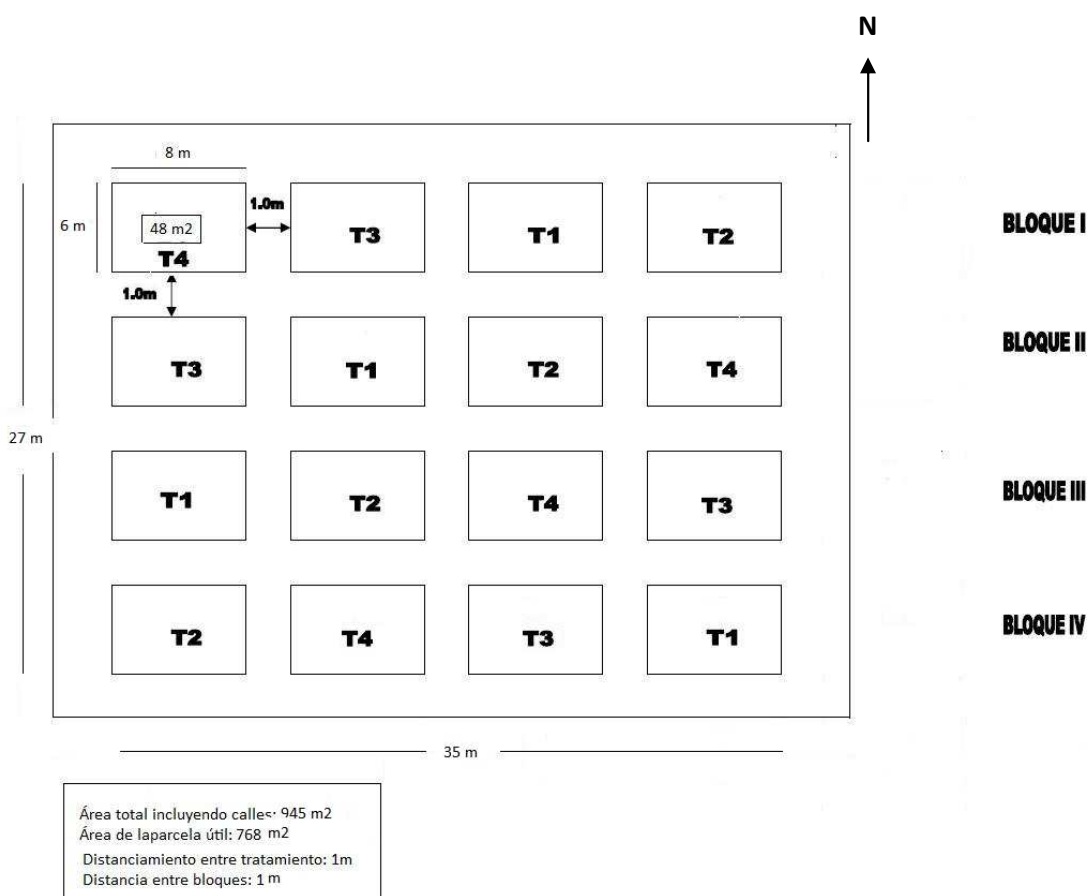 N
8 m
6 m
48 m2
T4
1.0m
T3
T1
T2
BLOQUE I
1.0m
T3
T1
T2
T4
BLOQUE II
27 m
T1
T2
T4
T3
BLOQUE III
T2
T4
T3
T1
BLOQUE IV
35 m
Área total incluyendo calles: 945 m2
Área de laparcela útil: 768 m2
Distanciamiento entre tratamiento: 1m
Distancia entre bloques: 1 m